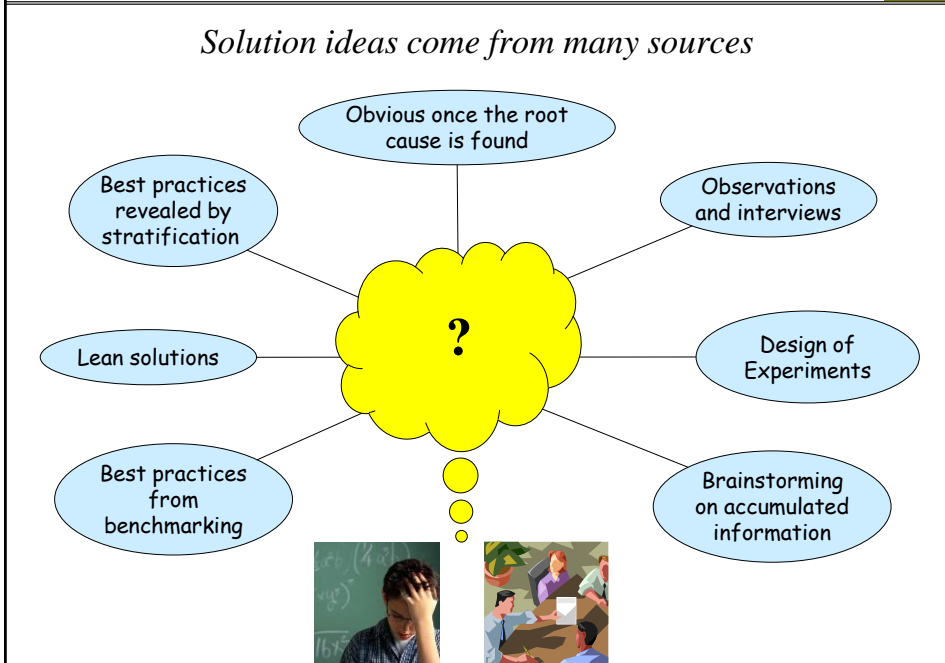 Solution ideas come from many sources
Obvious once the root
cause is found
Best practices
revealed by
stratification
Observations
and interviews
?
Lean solutions
Design of
Experiments
Best practices
from
benchmarking
Brainstorming
on accumulated
information